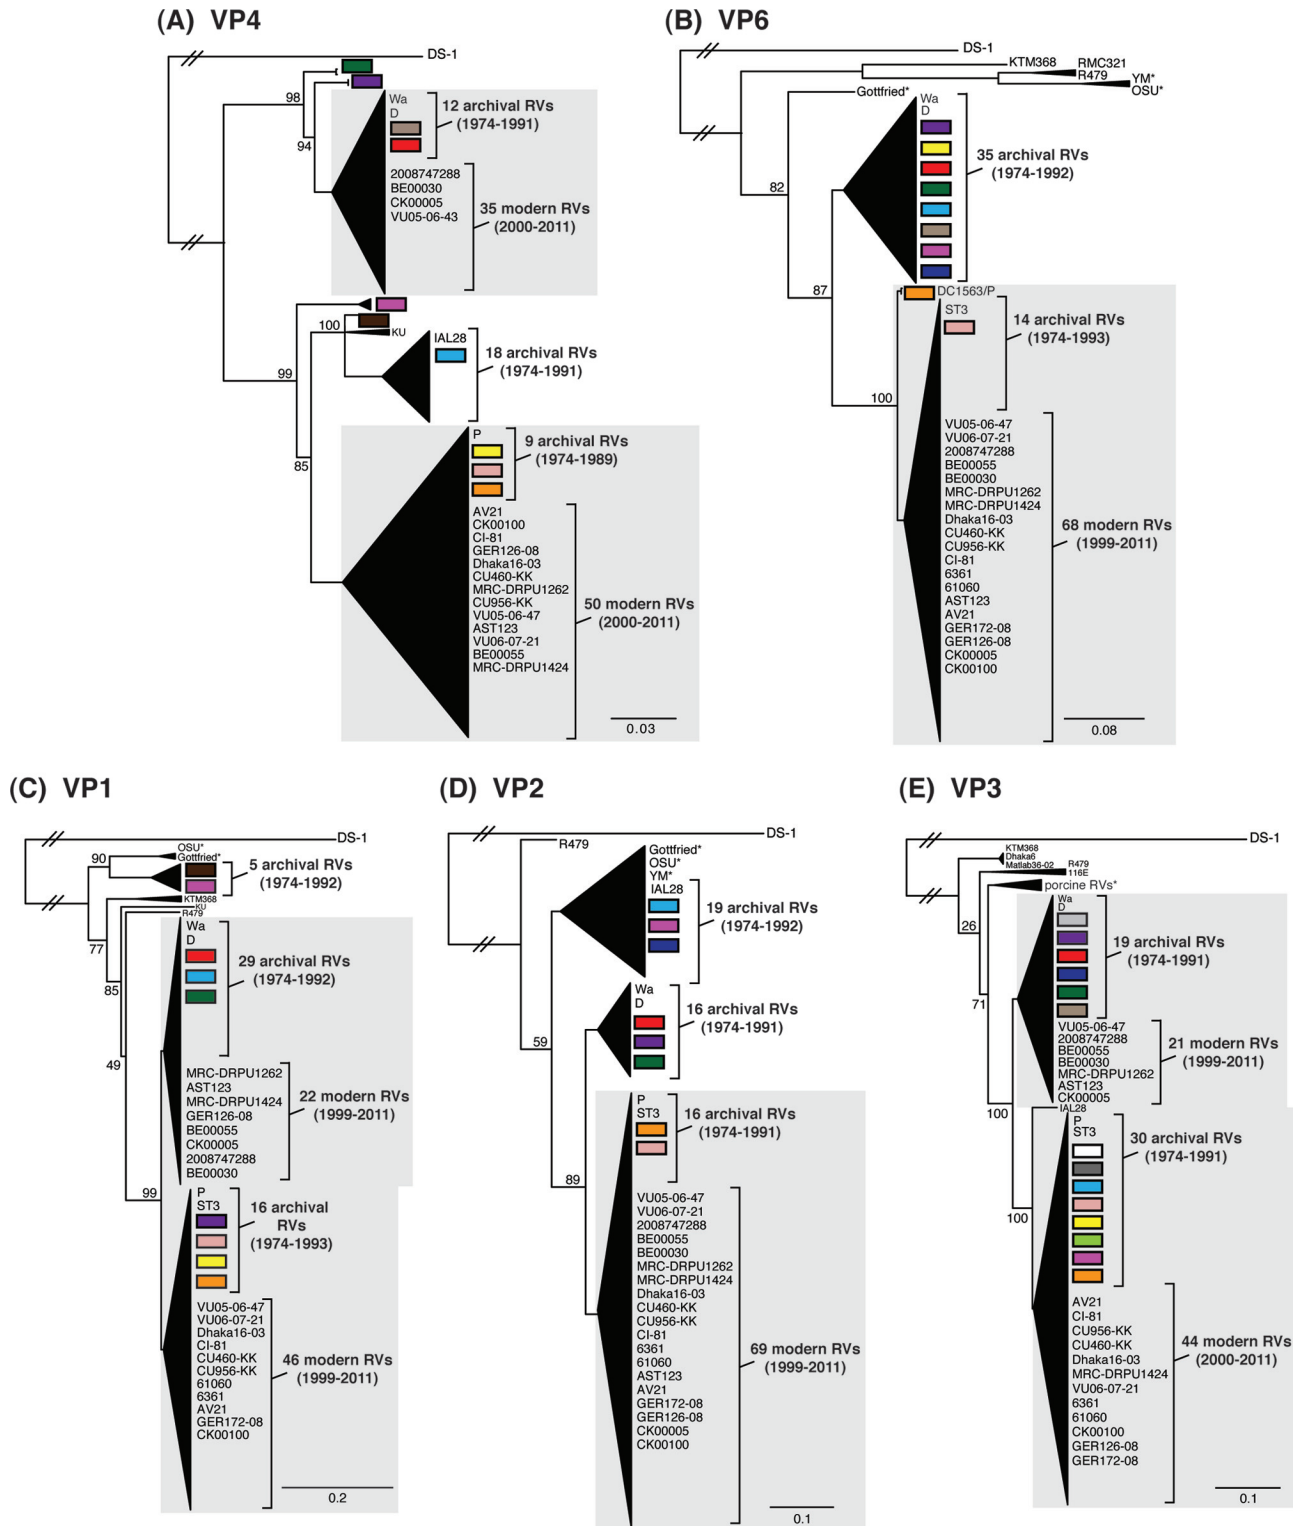 (A) VP4
DS-1
98
94
Wa
D
12 archival RVs
(1974-1991)
2008747288
BE00030
CK00005
VU05-06-43
35 modern RVs
(2000-2011)
100
KU
IAL28
18 archival RVs
(1974-1991)
99
85
P
9 archival RVs
(1974-1989)
AV21
CK00100
CI-81
GER126-08
Dhaka16-03
CU460-KK
MRC-DRPU1262
CU956-KK
VU05-06-47
AST123
VU06-07-21
BE00055
MRC-DRPU1424
50 modern RVs
(2000-2011)
0.03
(B) VP6
DS-1
KTM368
RMC321
R479
YM*
OSU*
Gottfried*
82
Wa
D
35 archival RVs
(1974-1992)
87
DC1563/P
ST3
14 archival RVs
(1974-1993)
100
VU05-06-47
VU06-07-21
2008747288
BE00055
BE00030
MRC-DRPU1262
MRC-DRPU1424
Dhaka16-03
CU460-KK
CU956-KK
CI-81
6361
61060
AST123
AV21
GER172-08
GER126-08
CK00005
CK00100
68 modern RVs
(1999-2011)
0.08
(C) VP1
DS-1
OSU*
Gottfried*
90
5 archival RVs
(1974-1992)
KTM368
KU
R479
77
85
49
99
Wa
D
29 archival RVs
(1974-1992)
MRC-DRPU1262
AST123
MRC-DRPU1424
GER126-08
BE00055
CK00005
2008747288
BE00030
22 modern RVs
(1999-2011)
P
ST3
16 archival
RVs
(1974-1993)
VU05-06-47
VU06-07-21
Dhaka16-03
CI-81
CU460-KK
CU956-KK
61060
6361
AV21
GER172-08
CK00100
46 modern RVs
(1999-2011)
0.2
(D) VP2
DS-1
R479
Gottfried*
OSU*
YM*
IAL28
19 archival RVs
(1974-1992)
59
Wa
D
16 archival RVs
(1974-1991)
89
P
ST3
16 archival RVs
(1974-1991)
VU05-06-47
VU06-07-21
2008747288
BE00055
BE00030
MRC-DRPU1262
MRC-DRPU1424
Dhaka16-03
CU460-KK
CU956-KK
CI-81
6361
61060
AST123
AV21
GER172-08
GER126-08
CK00005
CK00100
69 modern RVs
(1999-2011)
0.1
(E) VP3
DS-1
KTM368
Dhaka6
Matlab36-02
R479
116E
porcine RVs*
26
71
100
100
Wa
D
19 archival RVs
(1974-1991)
VU05-06-47
2008747288
BE00055
BE00030
MRC-DRPU1262
AST123
CK00005
21 modern RVs
(1999-2011)
IAL28
P
ST3
30 archival RVs
(1974-1991)
AV21
CI-81
CU956-KK
CU460-KK
Dhaka16-03
MRC-DRPU1424
VU06-07-21
6361
61060
CK00100
GER126-08
GER172-08
44 modern RVs
(2000-2011)
0.1